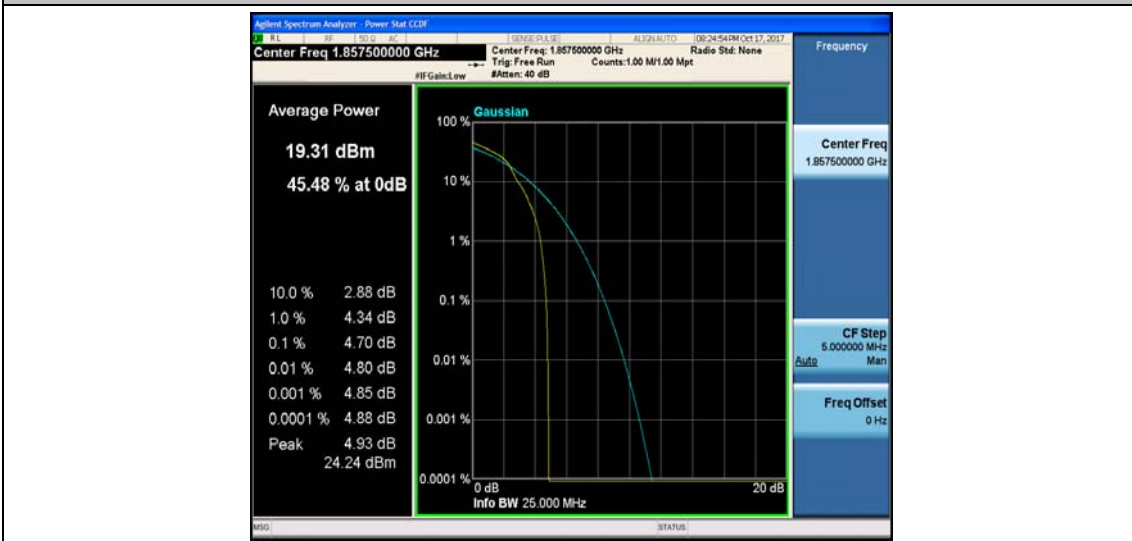 Agilent Spectrum Analyzer - Power Stat CCDF
RL RF 50 Ω AC SENSE:PULSE ALIGN AUTO 08:24:54 PM Oct 17, 2017
Center Freq 1.857500000 GHz
Center Freq: 1.857500000 GHz Radio Std: None
Trig: Free Run Counts:1.00 M/1.00 Mpt
#IFGain:Low #Atten: 40 dB
Frequency
Average Power
19.31 dBm
45.48 % at 0dB
10.0 % 2.88 dB
1.0 % 4.34 dB
0.1 % 4.70 dB
0.01 % 4.80 dB
0.001 % 4.85 dB
0.0001 % 4.88 dB
Peak 4.93 dB
24.24 dBm
Gaussian
100 %
10 %
1 %
0.1 %
0.01 %
0.001 %
0.0001 %
0 dB 20 dB
Info BW 25.000 MHz
Center Freq
1.857500000 GHz
CF Step
5.000000 MHz
Auto Man
Freq Offset
0 Hz
MSG STATUS